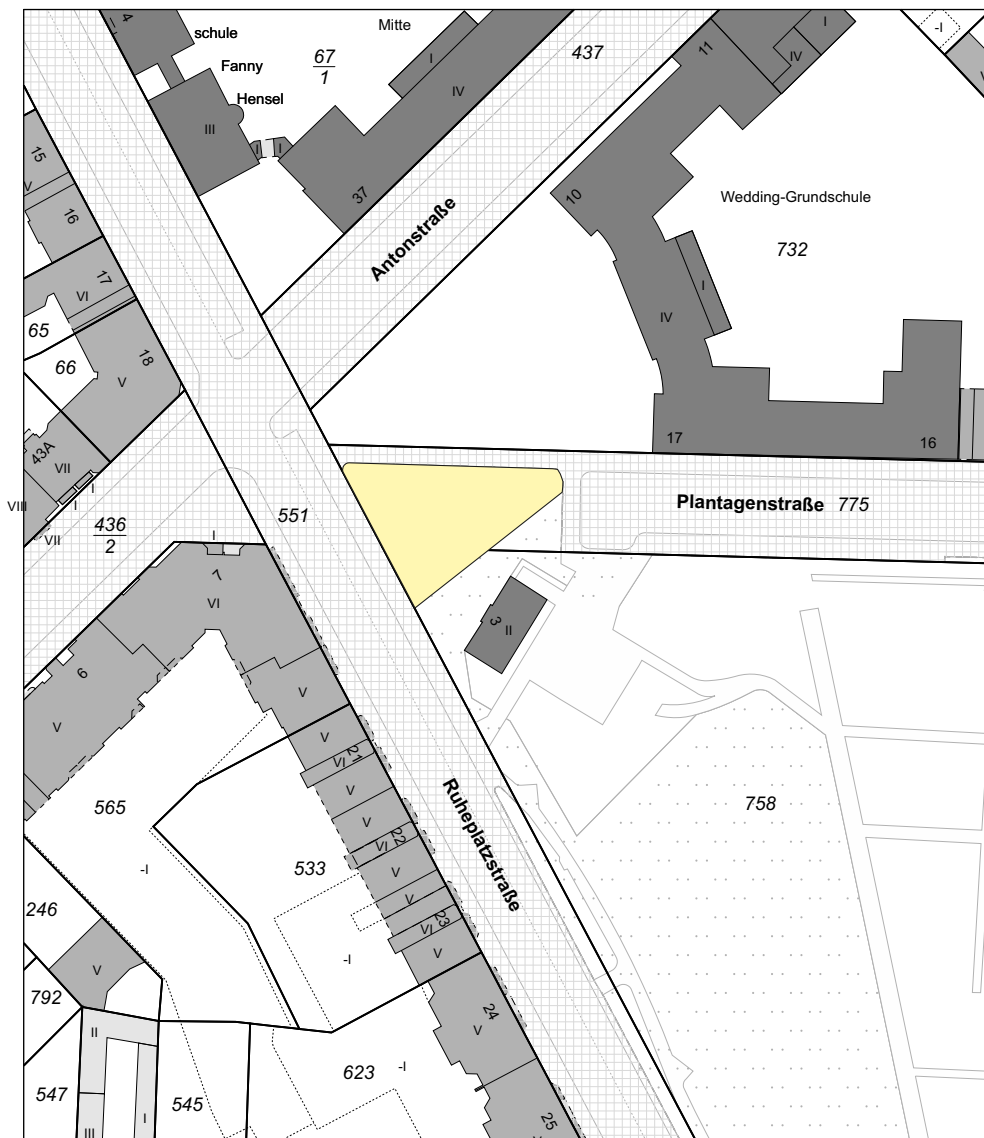 4
schule
Fanny
Hensel
67
1
Mitte
I
IV
437
11
I
IV
-I
V
III
I
I
37
15
V
16
17
VI
65
66
18
V
43A
VII
VIII
I
I
VII
436
2
Antonstraße
10
Wedding-Grundschule
732
I
IV
17
16
551
Plantagenstraße 775
I
7
VI
6
V
V
3
II
V
21
VI
V
V
22
VI
V
V
23
VI
V
Ruheplatzstraße
758
565
-I
533
-I
246
V
792
II
547
III
I
545
623
-I
24
V
25